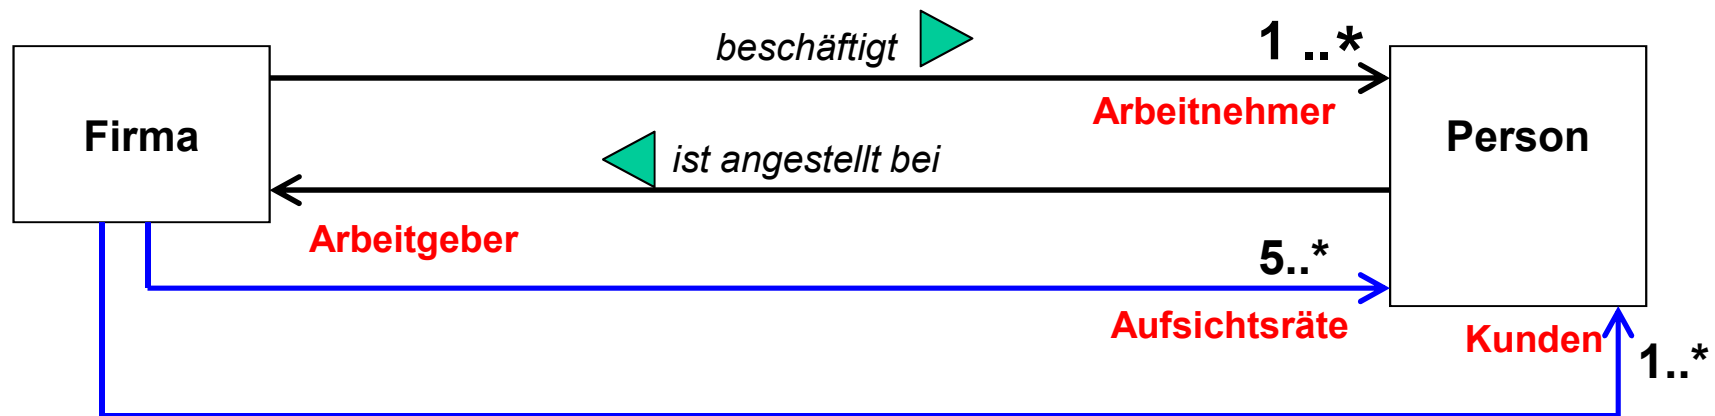 beschäftigt
1 ..*
Arbeitnehmer
Firma
Person
ist angestellt bei
Arbeitgeber
5..*
Aufsichtsräte
Kunden
1..*